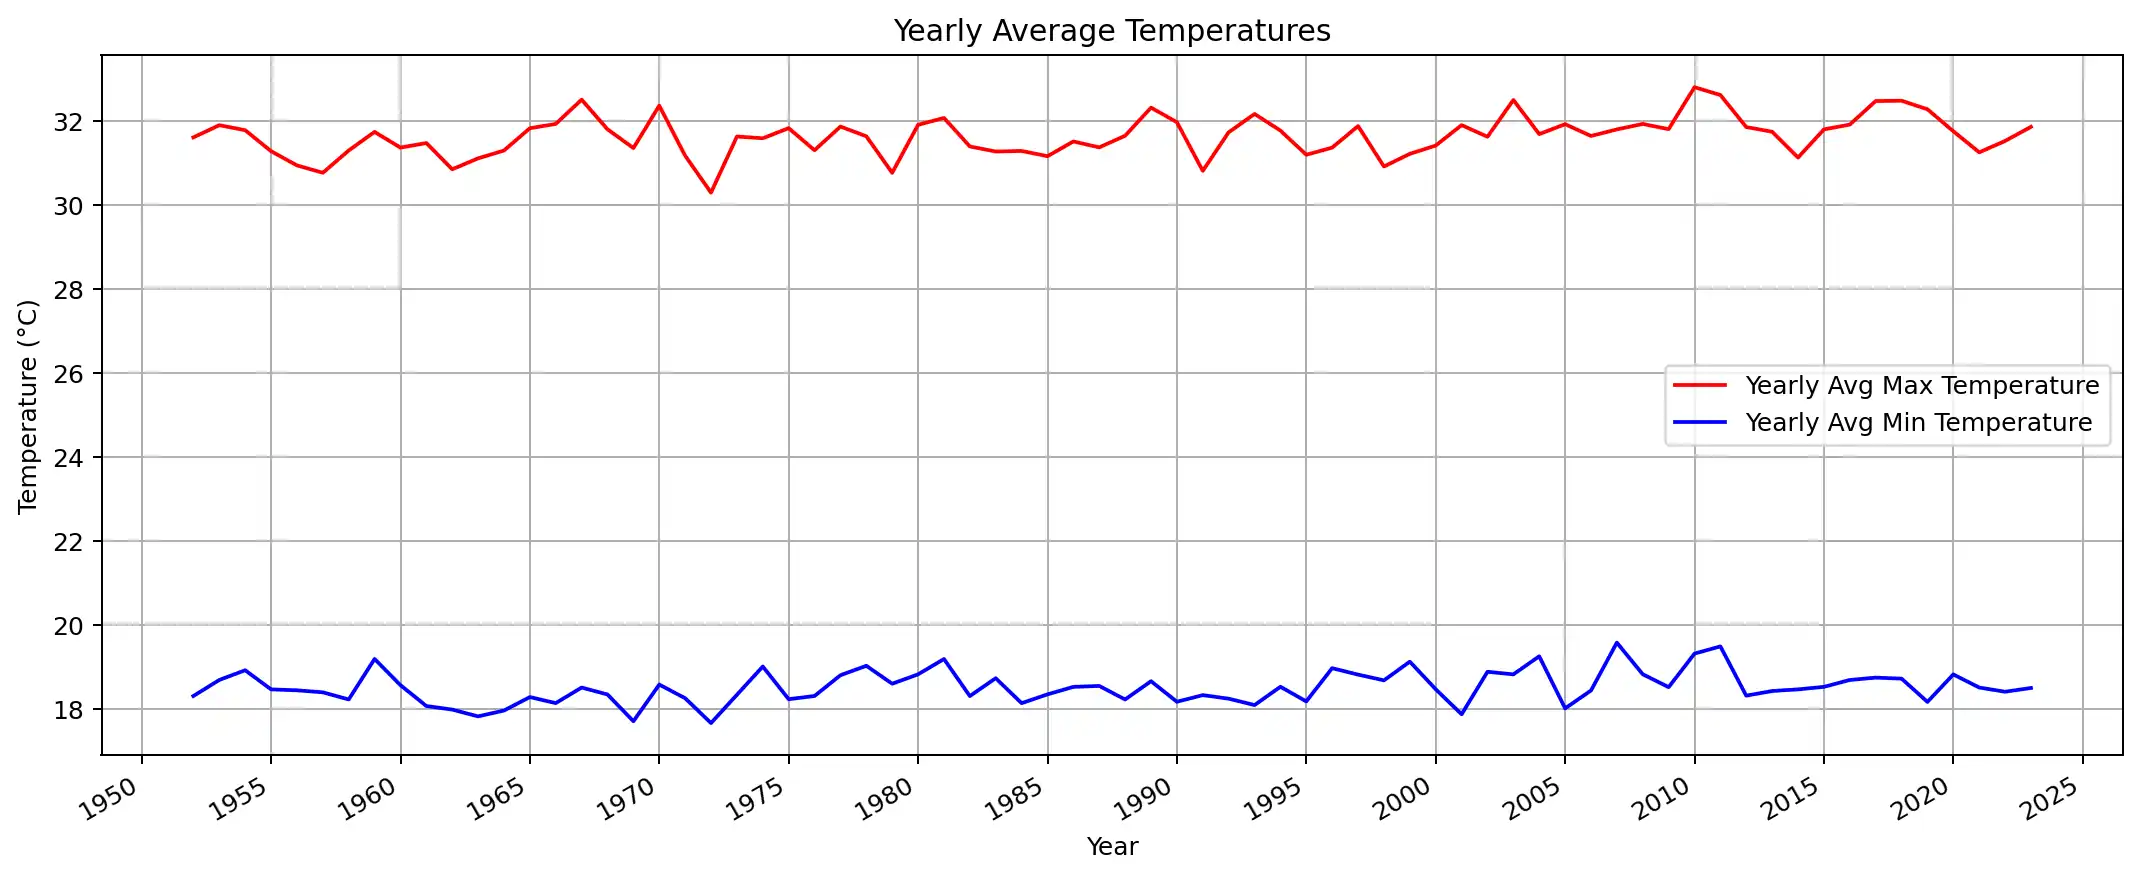 Yearly Average Temperatures
Temperature (°C)
32
30
28
26
24
22
20
18
Yearly Avg Max Temperature
Yearly Avg Min Temperature
1950 1955 1960 1965 1970 1975 1980 1985 1990 1995 2000 2005 2010 2015 2020 2025
Year